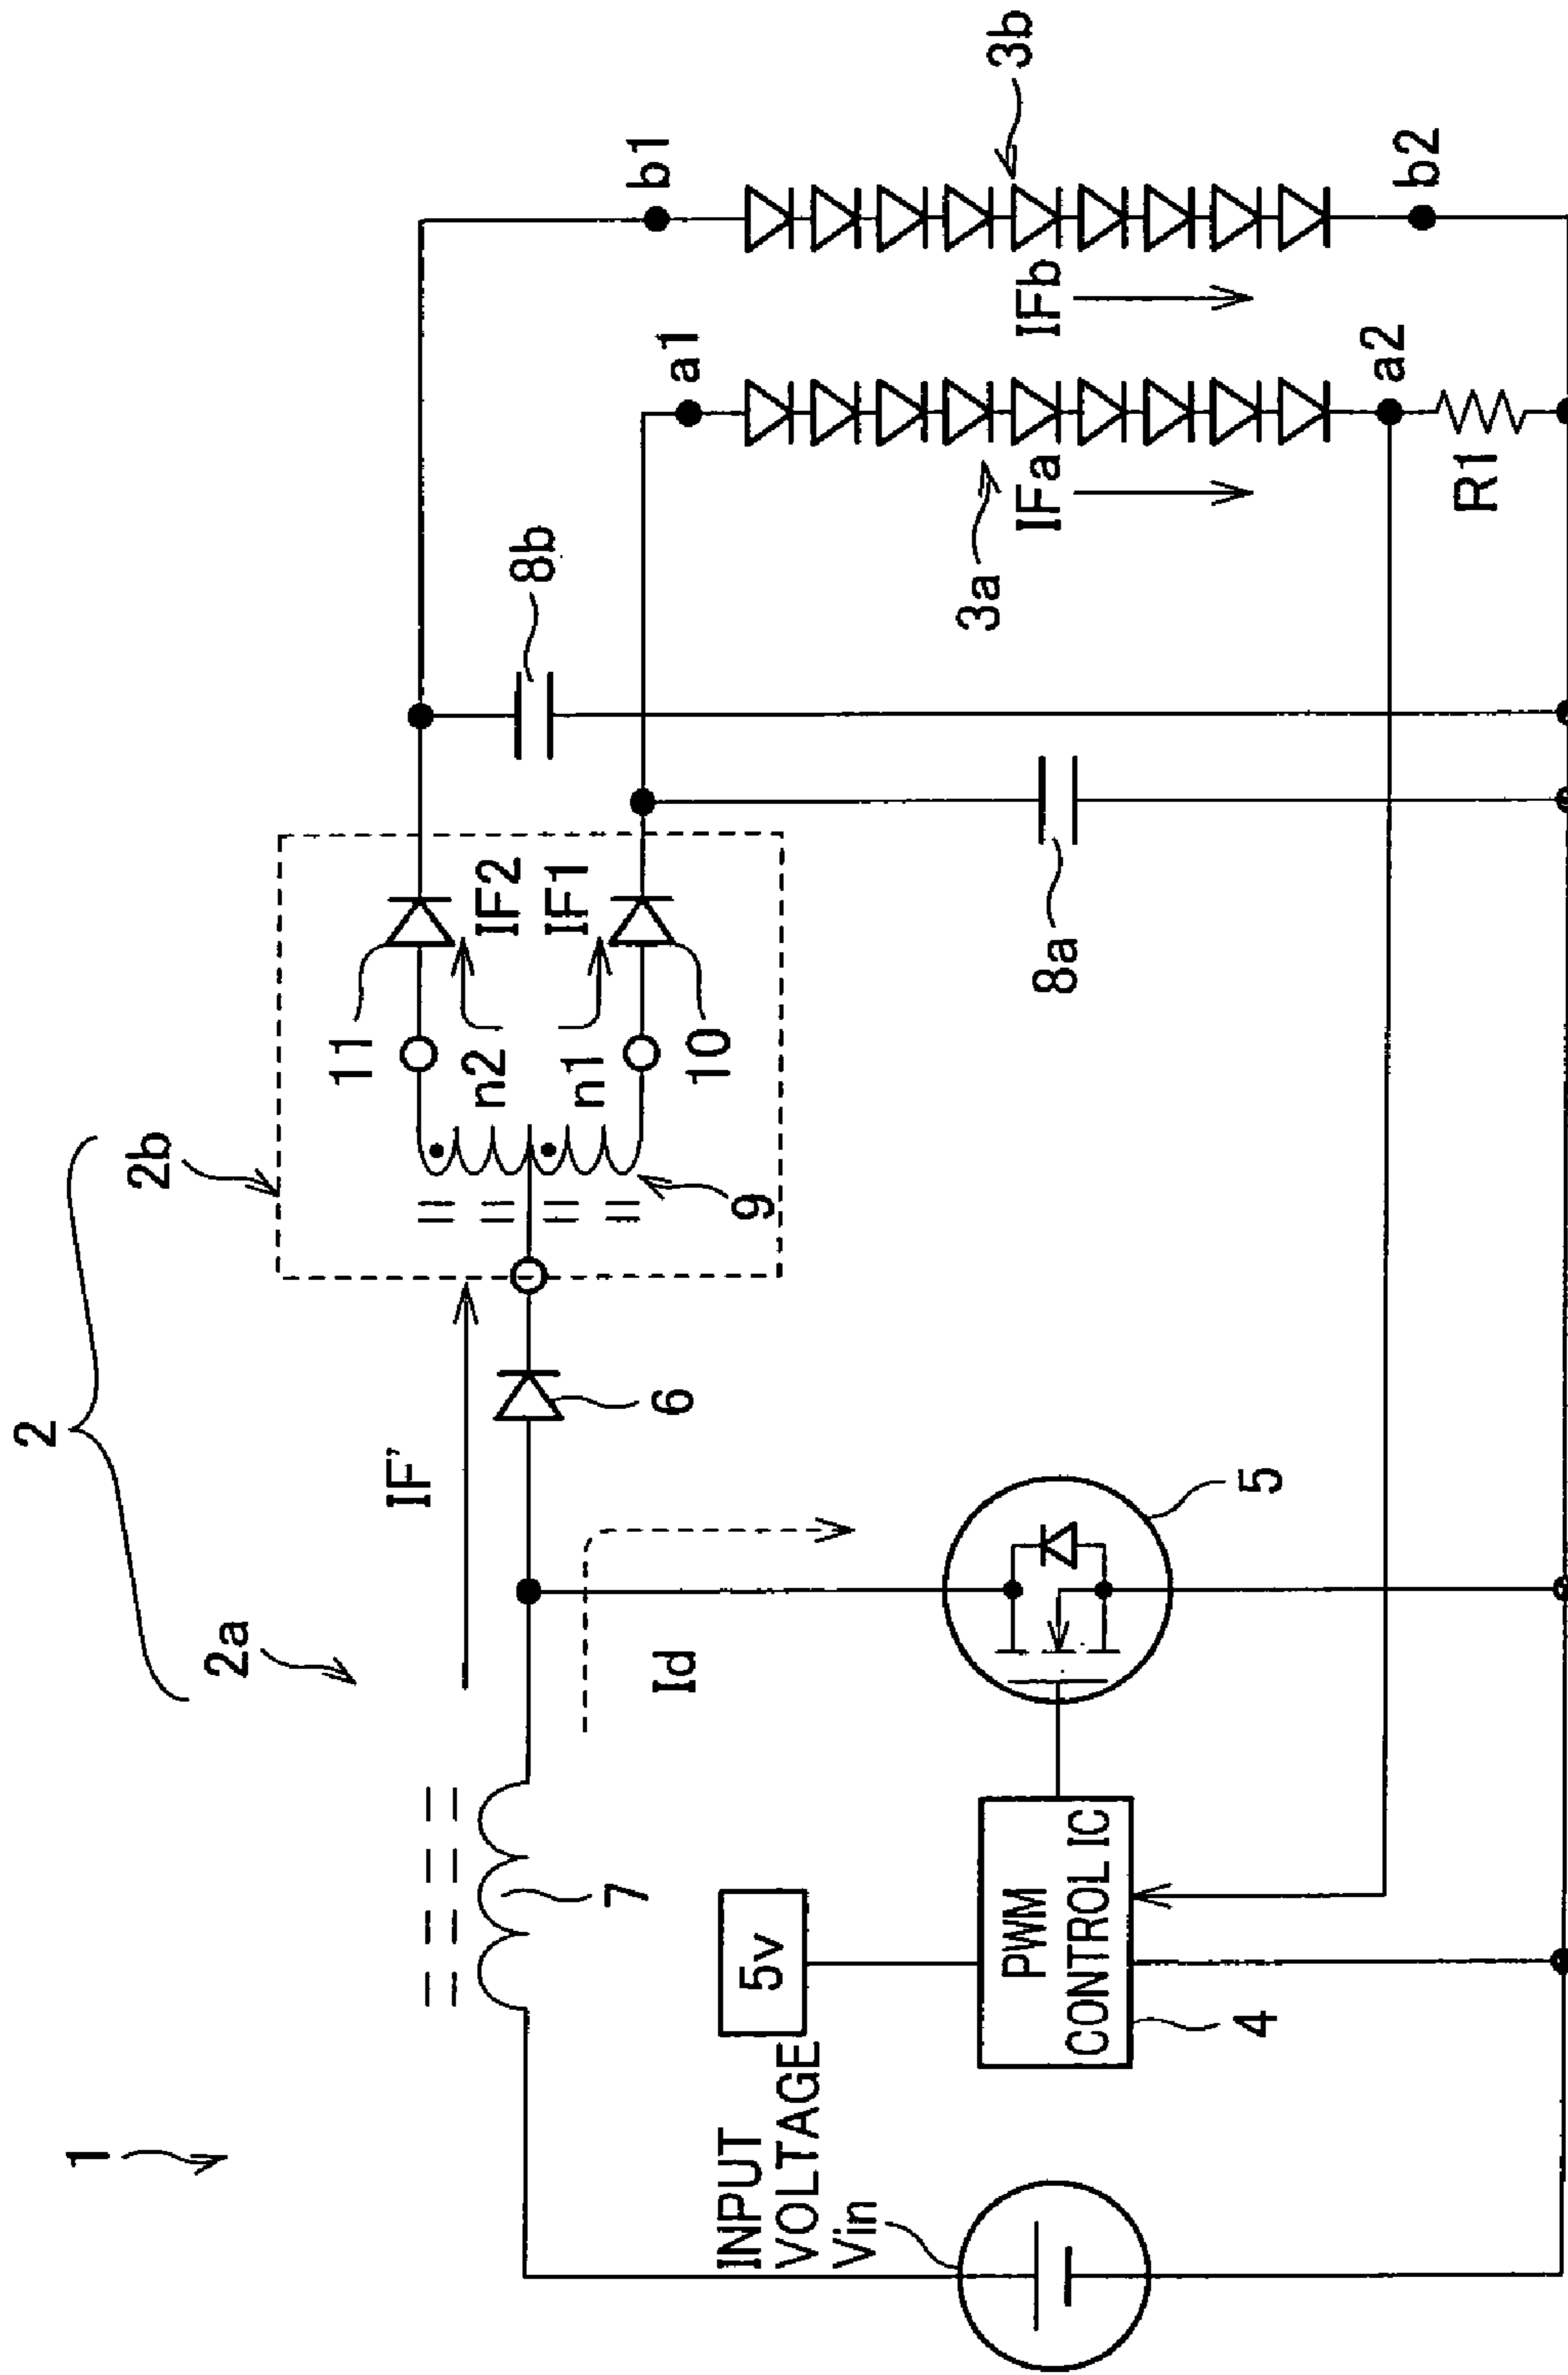 1
2
2a
2b
IF'
Id
7
6
9
n2
n1
11
10
IF2
IF1
8b
8a
b1
a1
3a
3b
IFa
IFb
a2
b2
R1
INPUT
VOLTAGE
Vin
5v
PWM
CONTROL IC
4
5